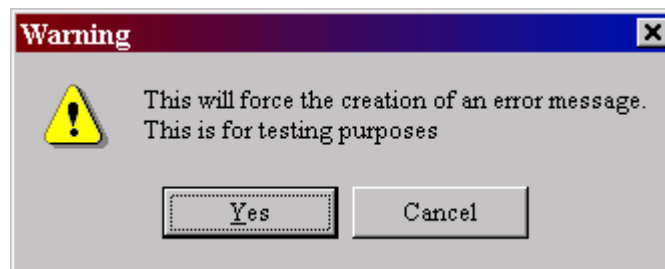 Warning
This will force the creation of an error message.
This is for testing purposes
Yes Cancel